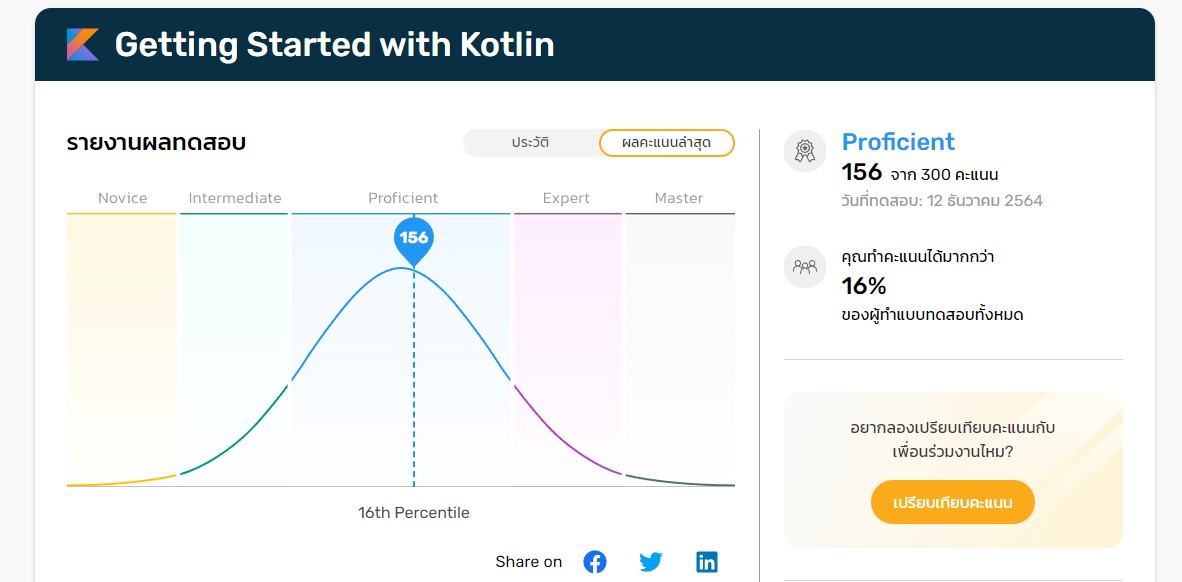 Getting Started with Kotlin
รายงานผลทดสอบ
ประวัติ
ผลคะแนนล่าสุด
Novice
Intermediate
Proficient
Expert
Master
156
16th Percentile
Share on
Proficient
156 จาก 300 คะแนน
วันที่ทดสอบ: 12 ธันวาคม 2564
คุณทำคะแนนได้มากกว่า
16%
ของผู้ทำแบบทดสอบทั้งหมด
อยากลองเปรียบเทียบคะแนนกับ
เพื่อนร่วมงานไหม?
เปรียบเทียบคะแนน